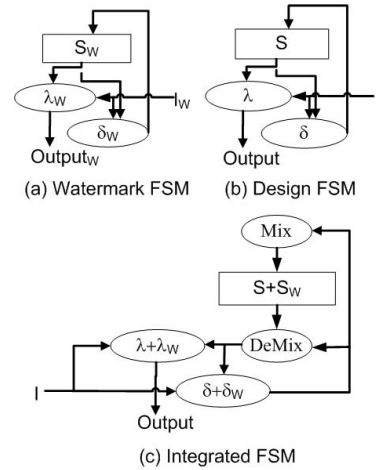 S_W
S
λ_W
I_W
λ
δ_W
δ
Output_W
Output
(a) Watermark FSM
(b) Design FSM
Mix
S+S_W
λ+λ_W
DeMix
I
δ+δ_W
Output
(c) Integrated FSM